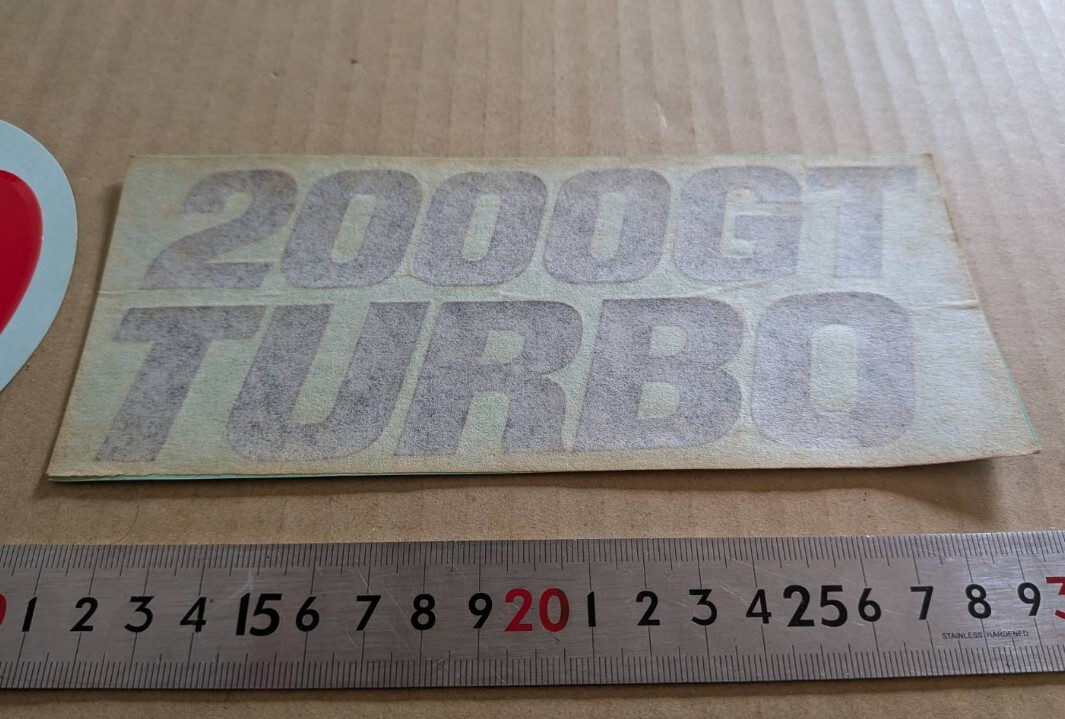 2000GT
TURBO
0 1 2 3 4 15 6 7 8 9 20 1 2 3 4 25 6 7 8 9 3
STAINLESS HARDENED